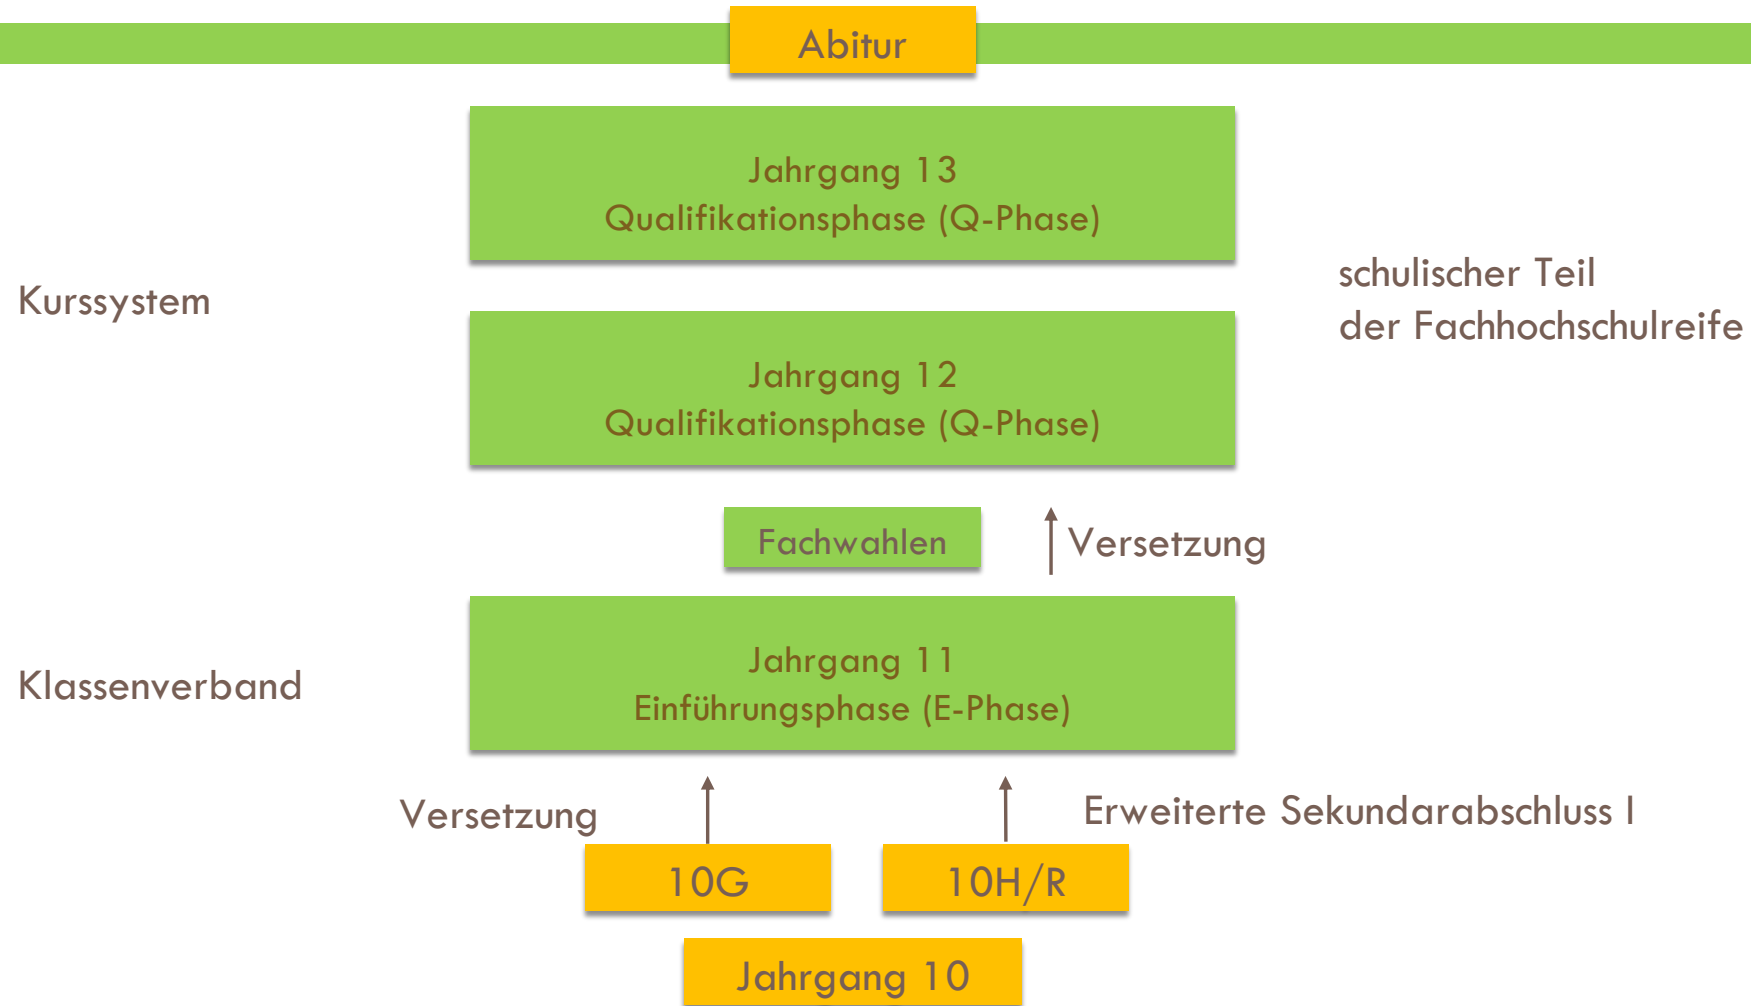 Abitur
Jahrgang 13
Qualifikationsphase (Q-Phase)
Kurssystem
schulischer Teil
der Fachhochschulreife
Jahrgang 12
Qualifikationsphase (Q-Phase)
Fachwahlen
Versetzung
Klassenverband
Jahrgang 11
Einführungsphase (E-Phase)
Versetzung
Erweiterte Sekundarabschluss I
10G
10H/R
Jahrgang 10